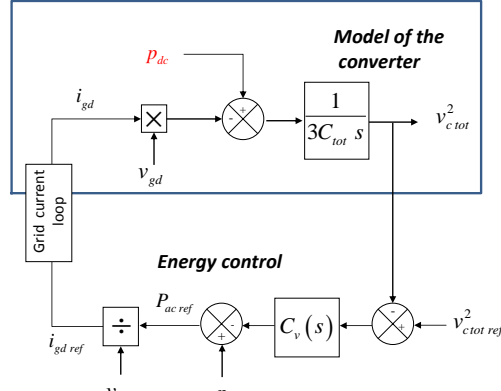 Model of the
converter
p_dc
i_gd
×
-
+
1
3C_tot s
v²_c tot
v_gd
Grid current
loop
Energy control
P_ac ref
i_gd ref
÷
-
+
C_v(s)
-
+
v²_c tot ref